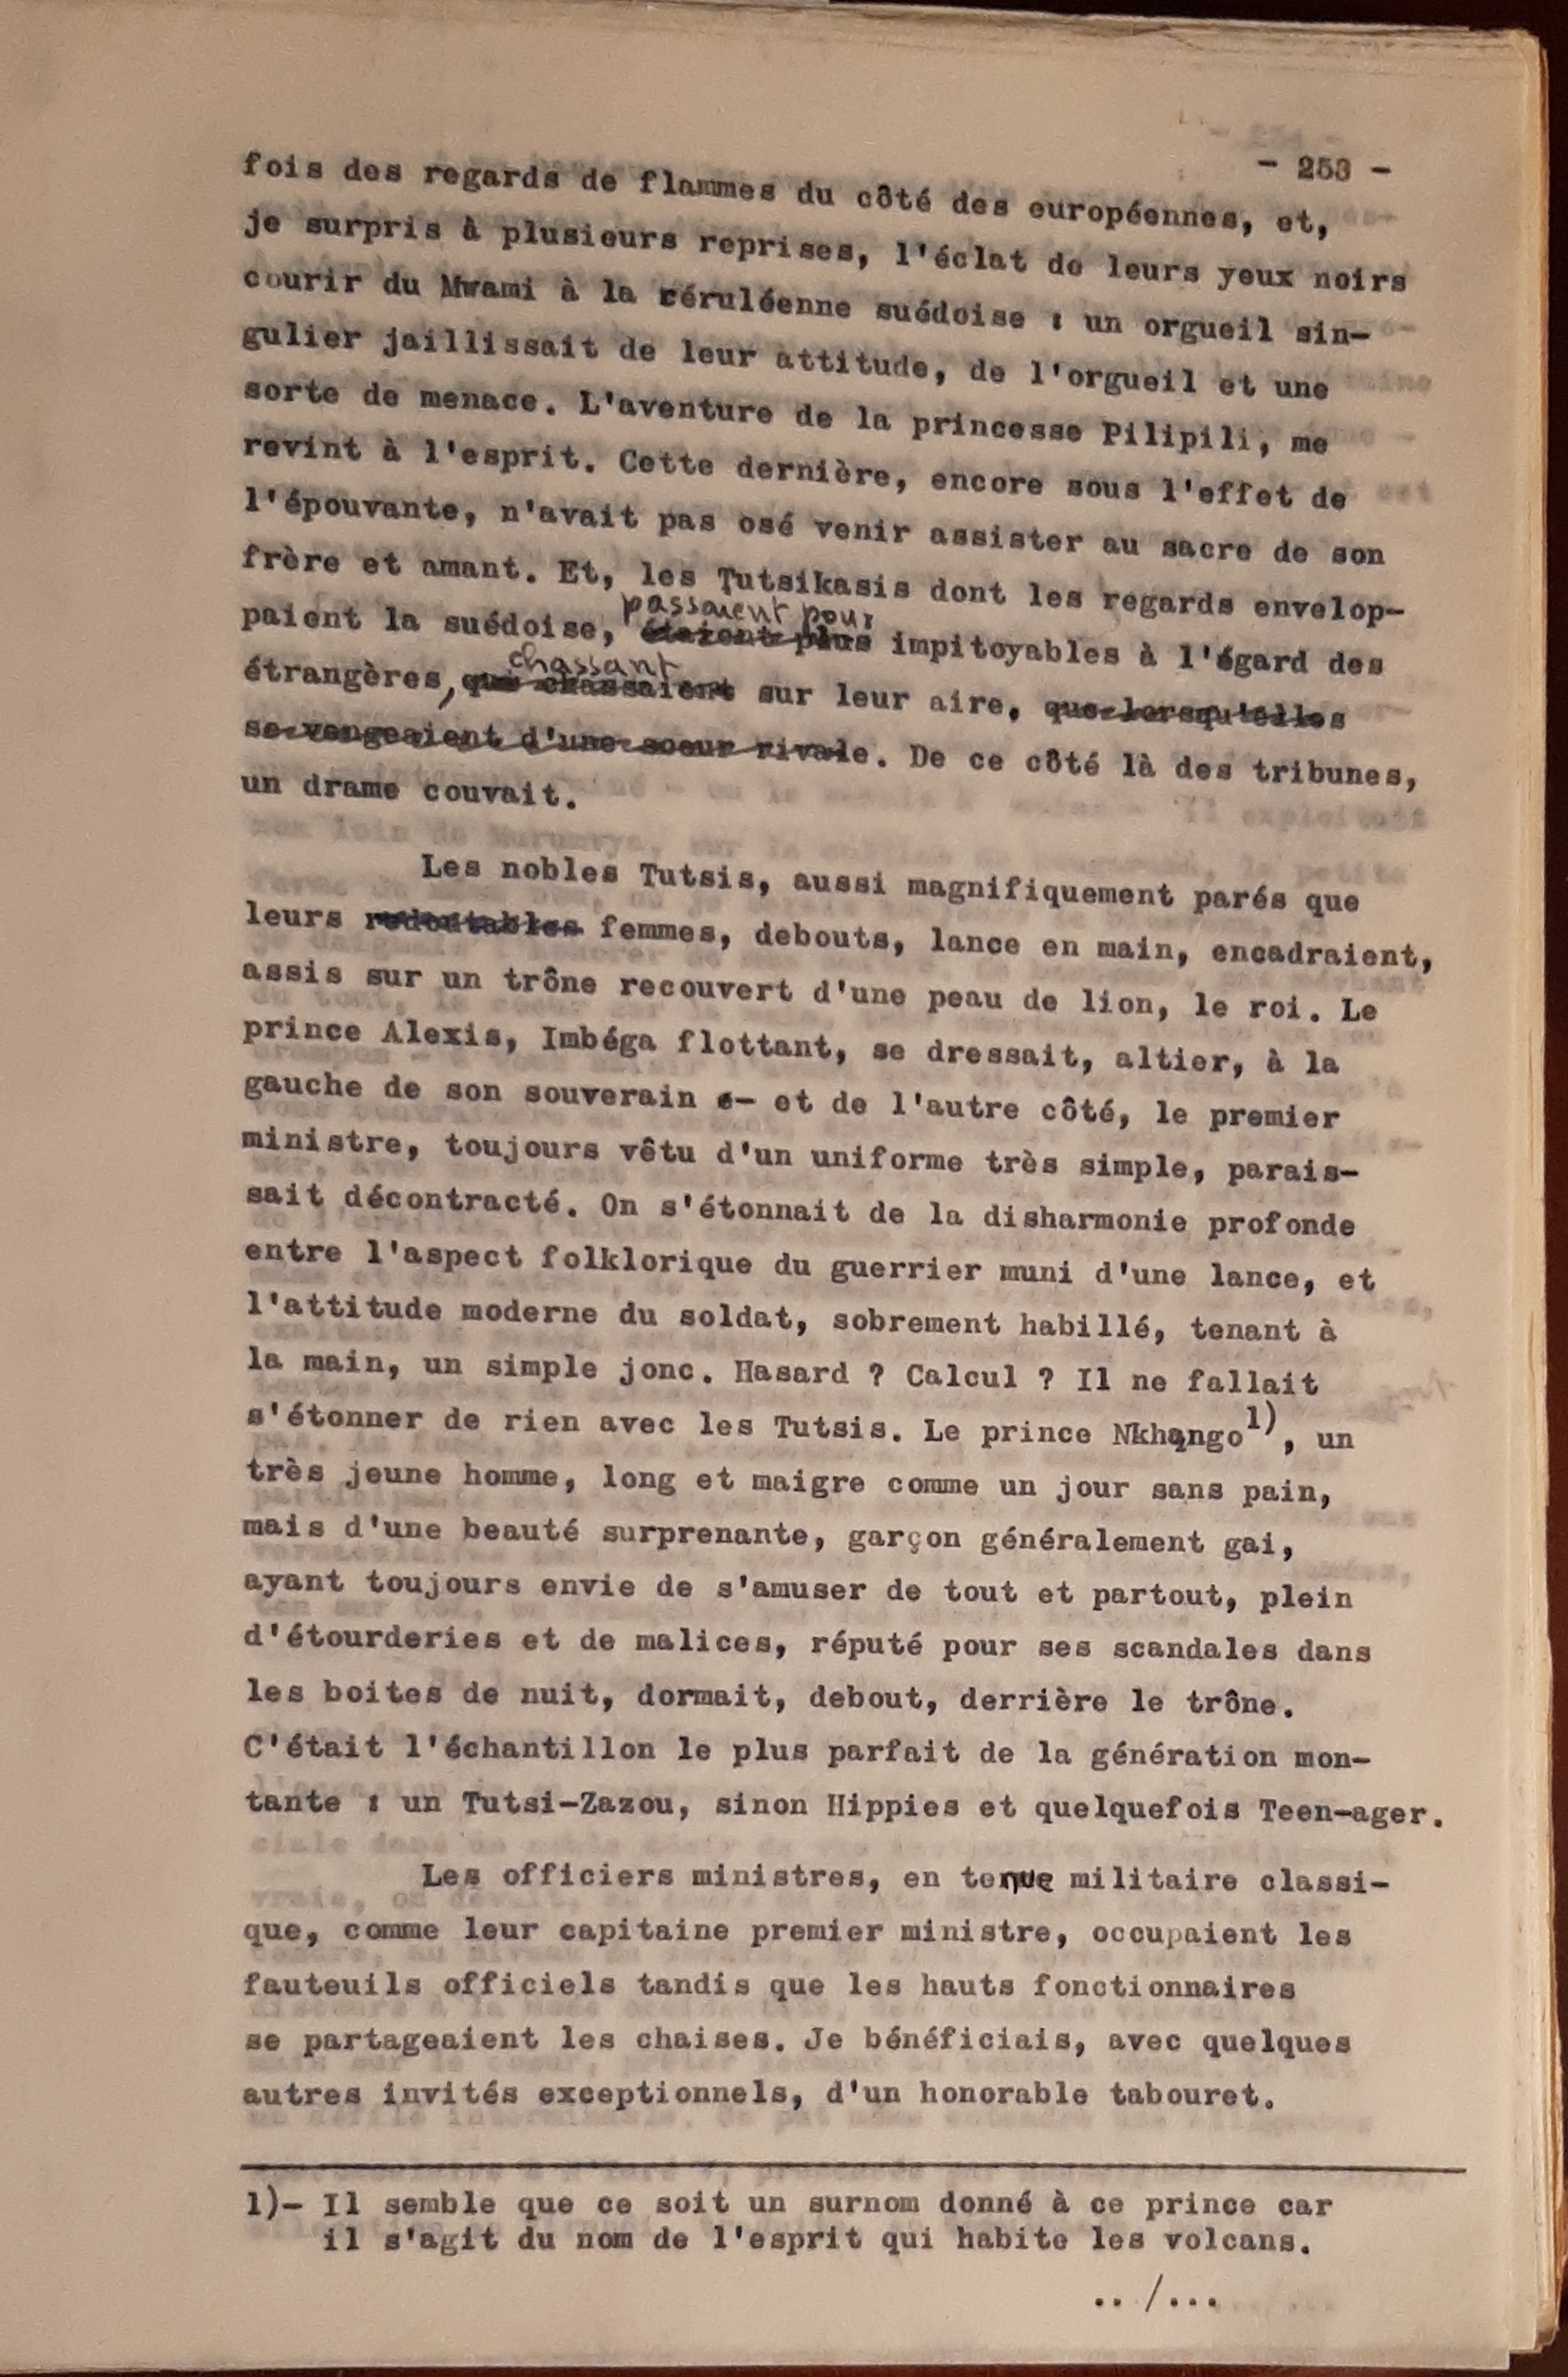 - 253 -
fois des regards de flammes du côté des européennes, et,
je surpris à plusieurs reprises, l'éclat de leurs yeux noirs
courir du Mwami à la céruléenne suédoise : un orgueil sin-
gulier jaillissait de leur attitude, de l'orgueil et une
sorte de menace. L'aventure de la princesse Pilipili, me
revint à l'esprit. Cette dernière, encore sous l'effet de
l'épouvante, n'avait pas osé venir assister au sacre de son
frère et amant. Et, les Tutsikasis dont les regards envelop-
passaient pour
paient la suédoise, étaient plus impitoyables à l'égard des
chassant
étrangères, qui chassaient sur leur aire, que lorsqu'elles
se vengeaient d'une soeur rivale. De ce côté là des tribunes,
un drame couvait.
Les nobles Tutsis, aussi magnifiquement parés que
leurs redoutables femmes, debouts, lance en main, encadraient,
assis sur un trône recouvert d'une peau de lion, le roi. Le
prince Alexis, Imbéga flottant, se dressait, altier, à la
gauche de son souverain e- et de l'autre côté, le premier
ministre, toujours vêtu d'un uniforme très simple, parais-
sait décontracté. On s'étonnait de la disharmonie profonde
entre l'aspect folklorique du guerrier muni d'une lance, et
l'attitude moderne du soldat, sobrement habillé, tenant à
la main, un simple jonc. Hasard ? Calcul ? Il ne fallait
s'étonner de rien avec les Tutsis. Le prince Nkhango 1), un
très jeune homme, long et maigre comme un jour sans pain,
mais d'une beauté surprenante, garçon généralement gai,
ayant toujours envie de s'amuser de tout et partout, plein
d'étourderies et de malices, réputé pour ses scandales dans
les boites de nuit, dormait, debout, derrière le trône.
C'était l'échantillon le plus parfait de la génération mon-
tante : un Tutsi-Zazou, sinon Hippies et quelquefois Teen-ager.
Les officiers ministres, en tenue militaire classi-
que, comme leur capitaine premier ministre, occupaient les
fauteuils officiels tandis que les hauts fonctionnaires
se partageaient les chaises. Je bénéficiais, avec quelques
autres invités exceptionnels, d'un honorable tabouret.
1)- Il semble que ce soit un surnom donné à ce prince car
il s'agit du nom de l'esprit qui habite les volcans.
../...